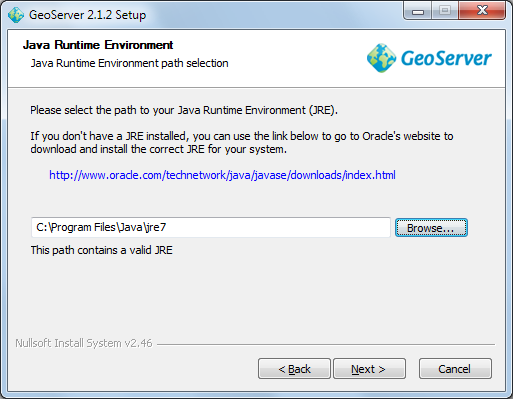 GeoServer 2.1.2 Setup
Java Runtime Environment
Java Runtime Environment path selection
GeoServer
Please select the path to your Java Runtime Environment (JRE).
If you don't have a JRE installed, you can use the link below to go to Oracle's website to
download and install the correct JRE for your system.
http://www.oracle.com/technetwork/java/javase/downloads/index.html
C:\Program Files\Java\jre7
Browse...
This path contains a valid JRE
Nullsoft Install System v2.46
< Back
Next >
Cancel